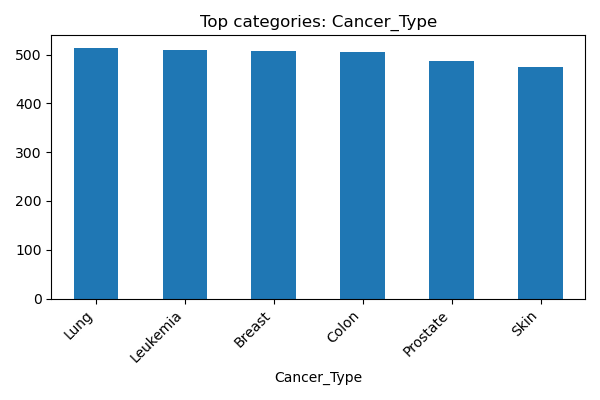 Top categories: Cancer_Type
500
400
300
200
100
0
Lung
Leukemia
Breast
Colon
Prostate
Skin
Cancer_Type